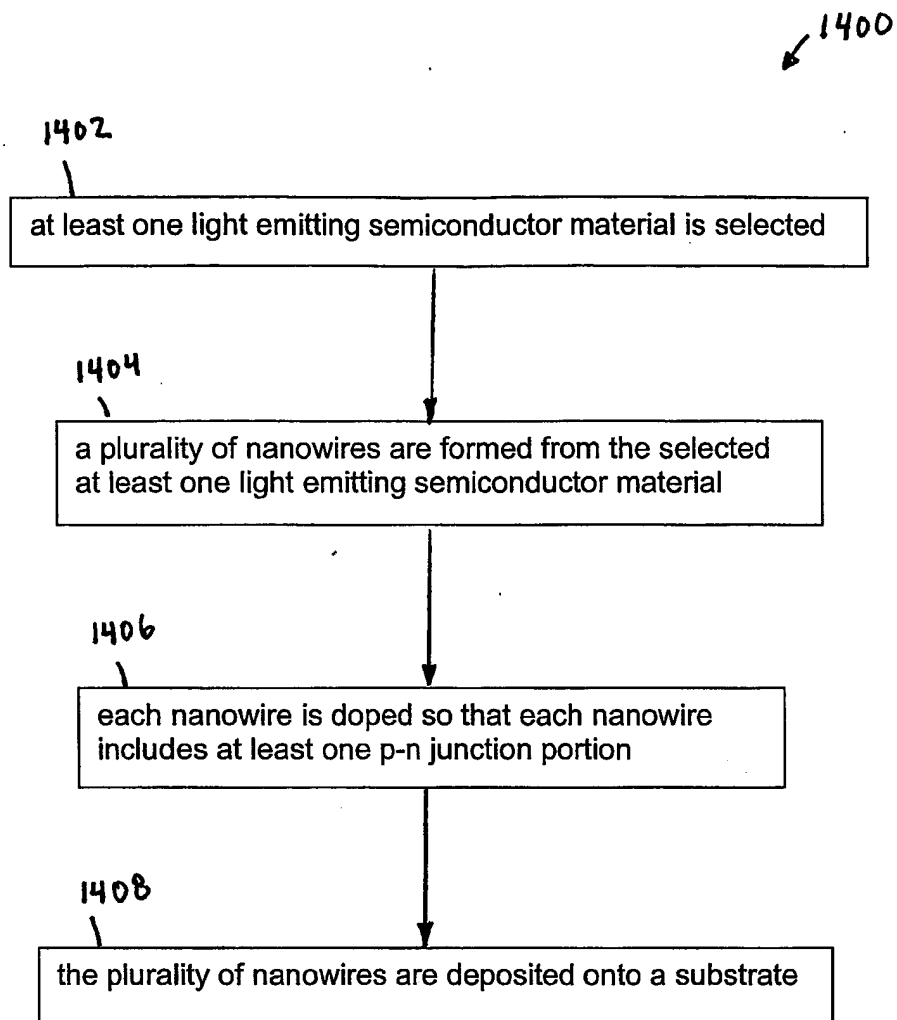 1400
1402
at least one light emitting semiconductor material is selected
1404
a plurality of nanowires are formed from the selected
at least one light emitting semiconductor material
1406
each nanowire is doped so that each nanowire
includes at least one p-n junction portion
1408
the plurality of nanowires are deposited onto a substrate